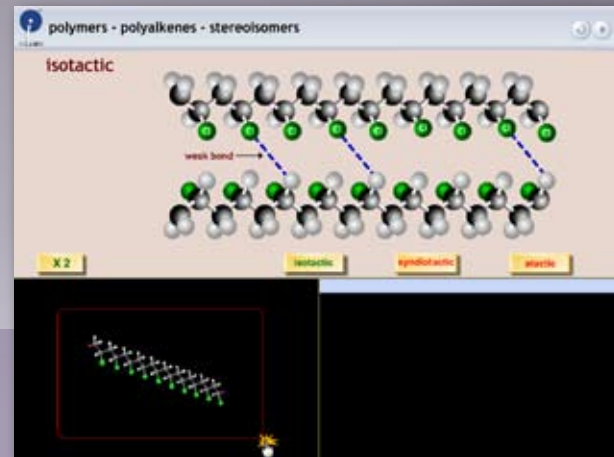 polymers - polyalkenes - stereoisomers
isotactic
weak bond
X 2
isotactic
syndiotactic
atactic